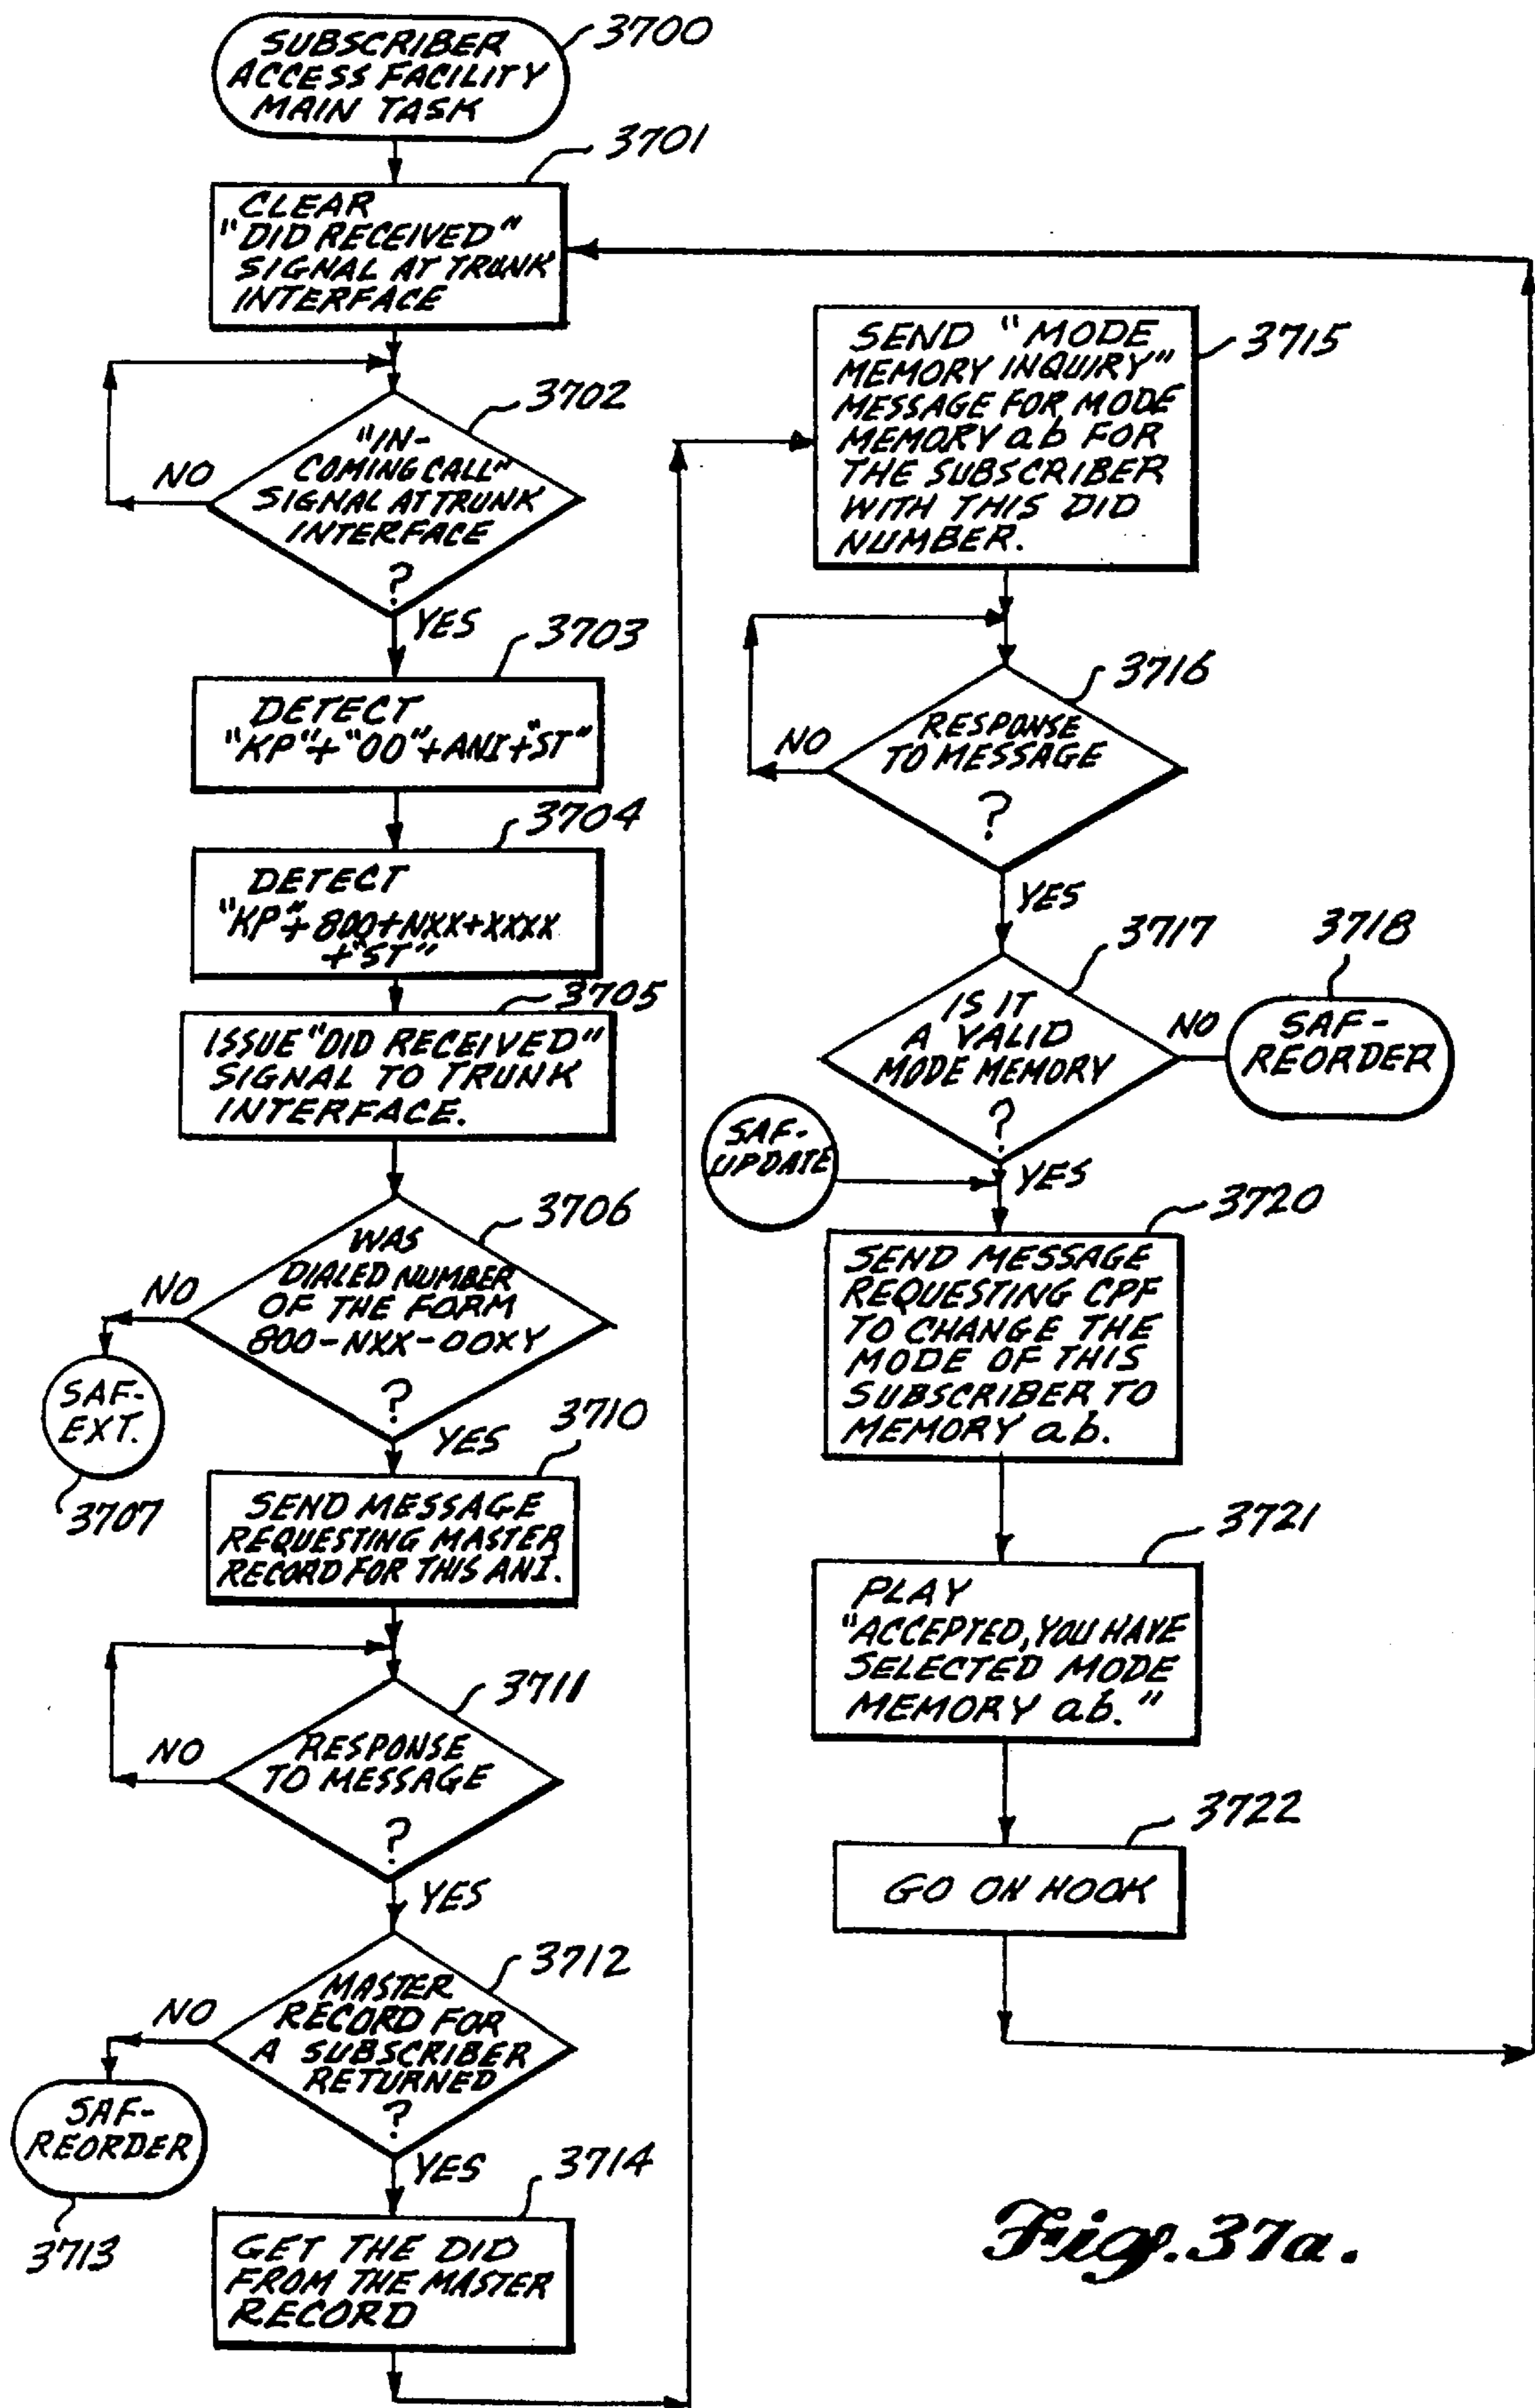 SUBSCRIBER
ACCESS FACILITY
MAIN TASK
3700
3701
CLEAR
"DID RECEIVED"
SIGNAL AT TRUNK
INTERFACE
3702
"IN-
COMING CALL"
SIGNAL AT TRUNK
INTERFACE
?
NO
YES
3703
DETECT
"KP"+"00"+ANI+"ST"
3704
DETECT
"KP"+800+NXX+XXXX
+"ST"
3705
ISSUE "DID RECEIVED"
SIGNAL TO TRUNK
INTERFACE.
3706
WAS
DIALED NUMBER
OF THE FORM
800-NXX-00XY
?
NO
SAF-
EXT.
3707
YES
3710
SEND MESSAGE
REQUESTING MASTER
RECORD FOR THIS ANI.
3711
RESPONSE
TO MESSAGE
?
NO
YES
3712
MASTER
RECORD FOR
A SUBSCRIBER
RETURNED
?
NO
SAF-
REORDER
3713
YES
3714
GET THE DID
FROM THE MASTER
RECORD
SEND "MODE
MEMORY INQUIRY"
MESSAGE FOR MODE
MEMORY ab FOR
THE SUBSCRIBER
WITH THIS DID
NUMBER.
3715
3716
RESPONSE
TO MESSAGE
?
NO
YES
3717
IS IT
A VALID
MODE MEMORY
?
NO
3718
SAF-
REORDER
SAF-
UPDATE
YES
3720
SEND MESSAGE
REQUESTING CPF
TO CHANGE THE
MODE OF THIS
SUBSCRIBER TO
MEMORY ab.
3721
PLAY
"ACCEPTED, YOU HAVE
SELECTED MODE
MEMORY ab."
3722
GO ON HOOK
Fig. 37a.